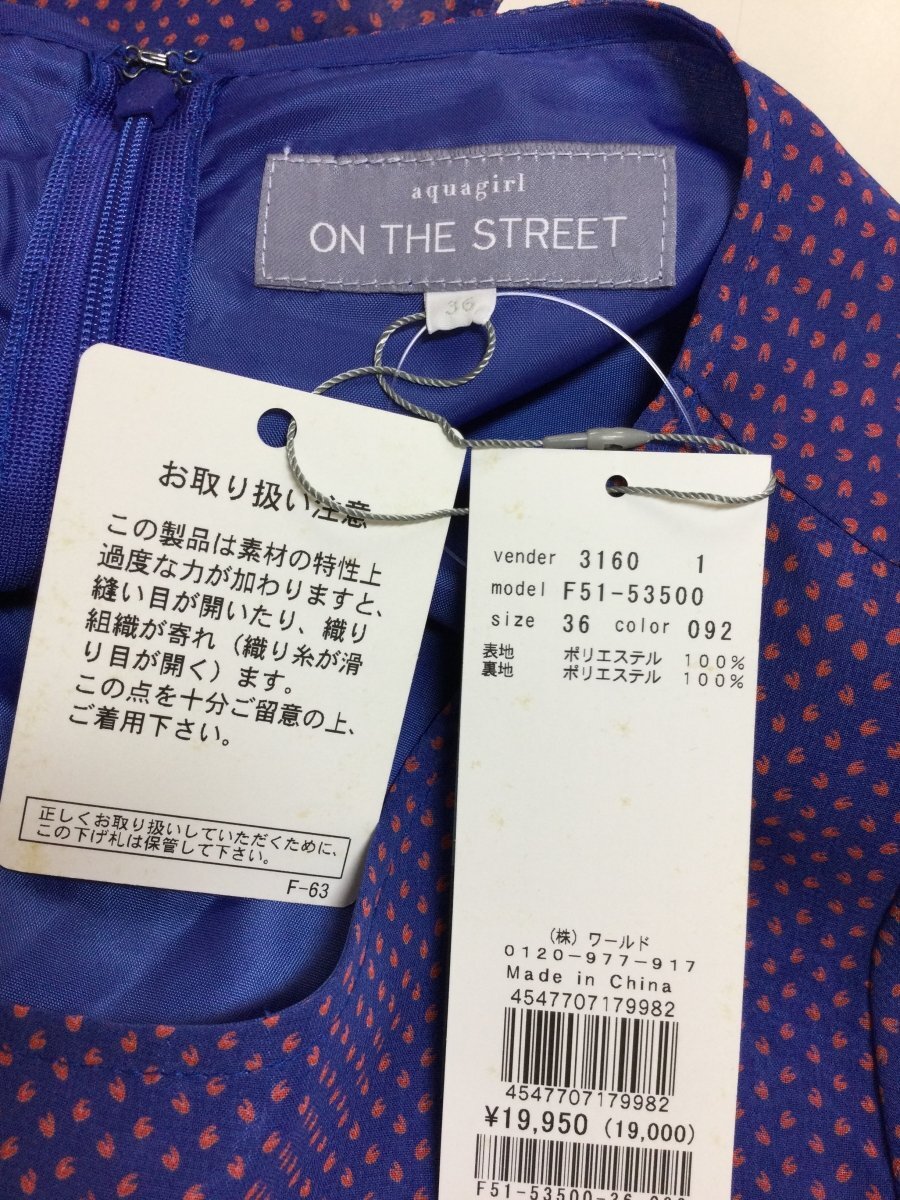 aquagirl
ON THE STREET
36
お取り扱い注意
この製品は素材の特性上
過度な力が加わりますと、
縫い目が開いたり、織り
組織が寄れ(織り糸が滑
り目が開く)ます。
この点を十分ご留意の上、
ご着用下さい。
正しくお取り扱いしていただくために、
この下げ札は保管して下さい。
F-63
vender 3160 1
model F51-53500
size 36 color 092
表地 ポリエステル 100%
裏地 ポリエステル 100%
(株)ワールド
0120-977-917
Made in China
4547707179982
4547707179982
¥19,950 (19,000)
F51-53500-36